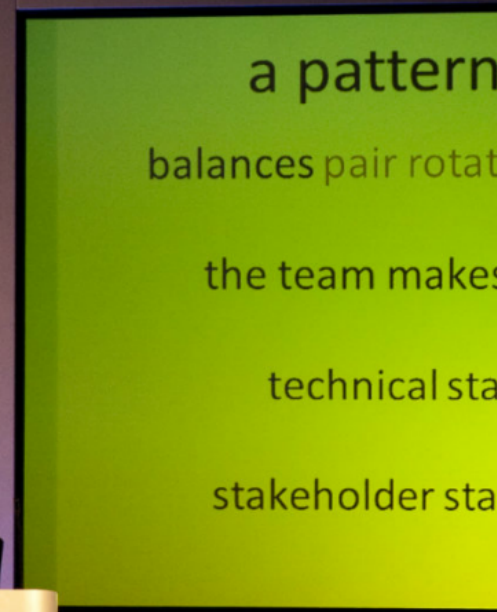 a pattern
balances pair rotat
the team makes
technical sta
stakeholder sta